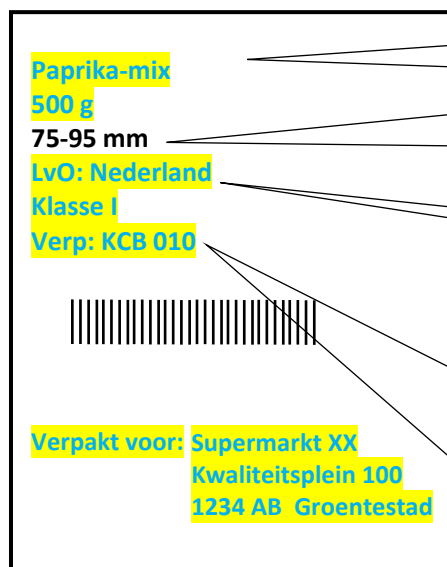 Paprika-mix
500 g
75-95 mm
LvO: Nederland
Klasse I
Verp: KCB 010
Verpakt voor: Supermarkt XX
Kwaliteitsplein 100
1234 AB Groentestad